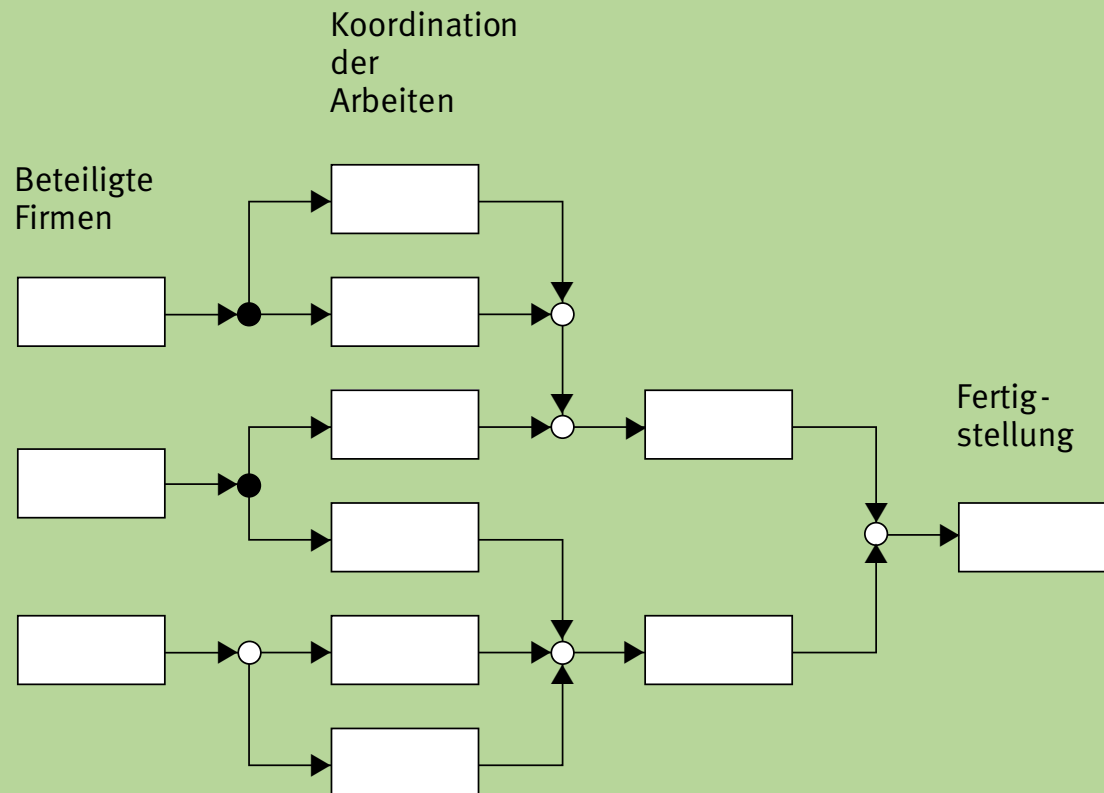 Koordination
der
Arbeiten
Beteiligte
Firmen
Fertig-
stellung